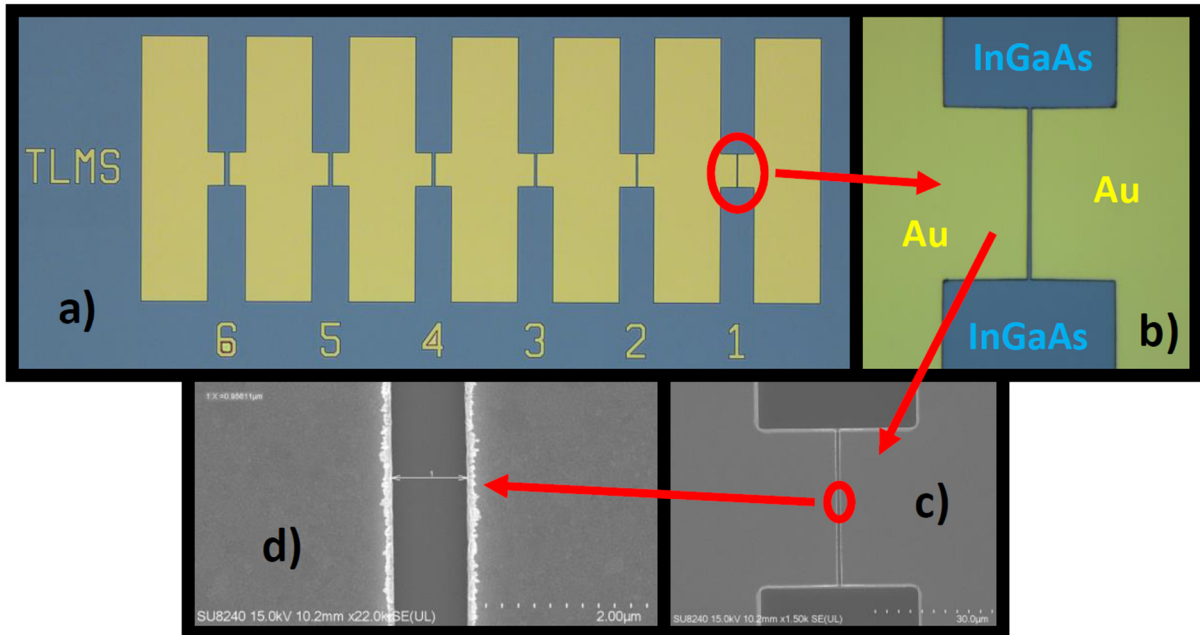 TLMS
a)
6 5 4 3 2 1
InGaAs
Au
Au
InGaAs
b)
1:X =0.95611µm
1
d)
SU8240 15.0kV 10.2mm x22.0k SE(UL) 2.00µm
c)
SU8240 15.0kV 10.2mm x1.50k SE(UL) 30.0µm